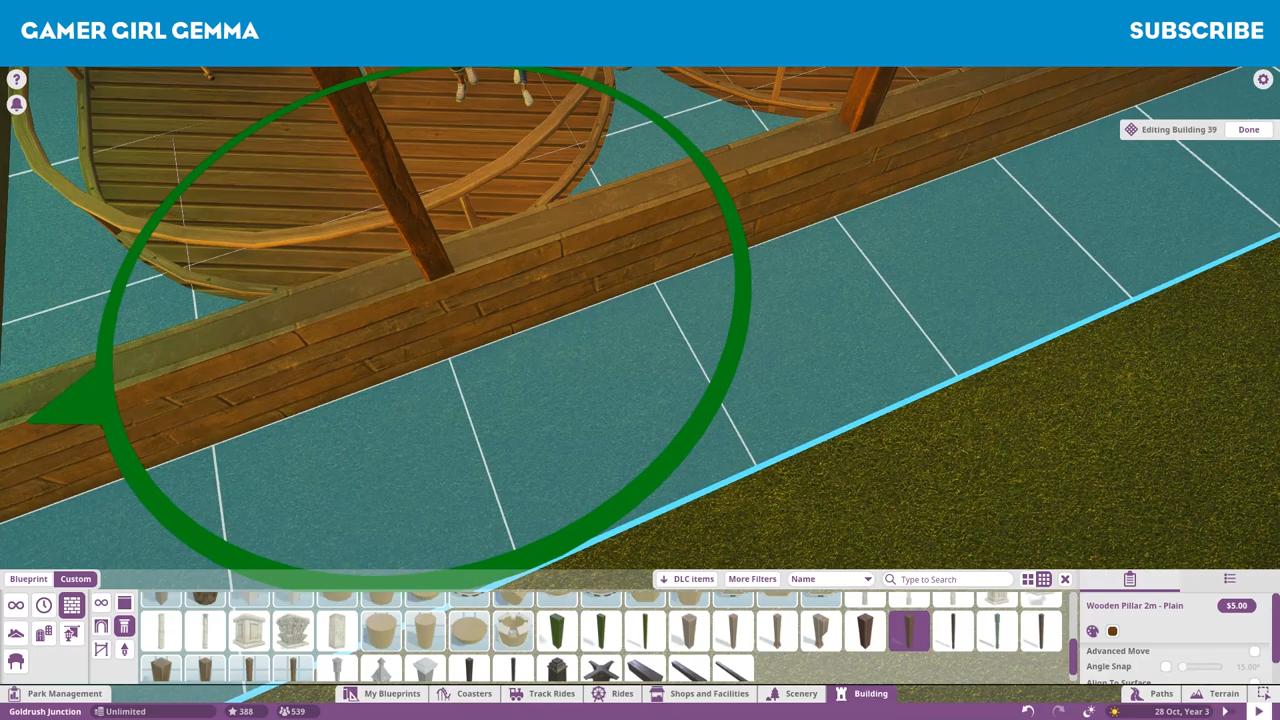 GAMER GIRL GEMMA
SUBSCRIBE
?
Editing Building 39
Done
Blueprint
Custom
DLC items
More Filters
Name
Type to Search
Wooden Pillar 2m - Plain
$5.00
Advanced Move
Angle Snap
15.00°
Park Management
My Blueprints
Coasters
Track Rides
Rides
Shops and Facilities
Scenery
Building
Paths
Terrain
Goldrush Junction
Unlimited
388
539
28 Oct, Year 3